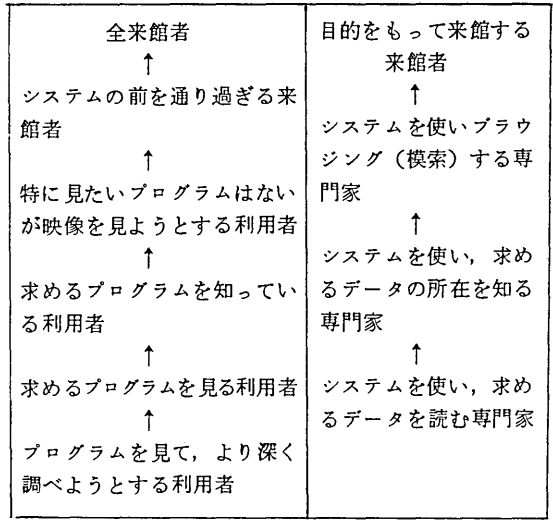 全来館者
↑
システムの前を通り過ぎる来
館者
↑
特に見たいプログラムはない
が映像を見ようとする利用者
↑
求めるプログラムを知ってい
る利用者
↑
求めるプログラムを見る利用者
↑
プログラムを見て，より深く
調べようとする利用者
目的をもって来館する
来館者
↑
システムを使いブラウ
ジング（模索）する専
門家
↑
システムを使い，求め
るデータの所在を知る
専門家
↑
システムを使い，求め
るデータを読む専門家